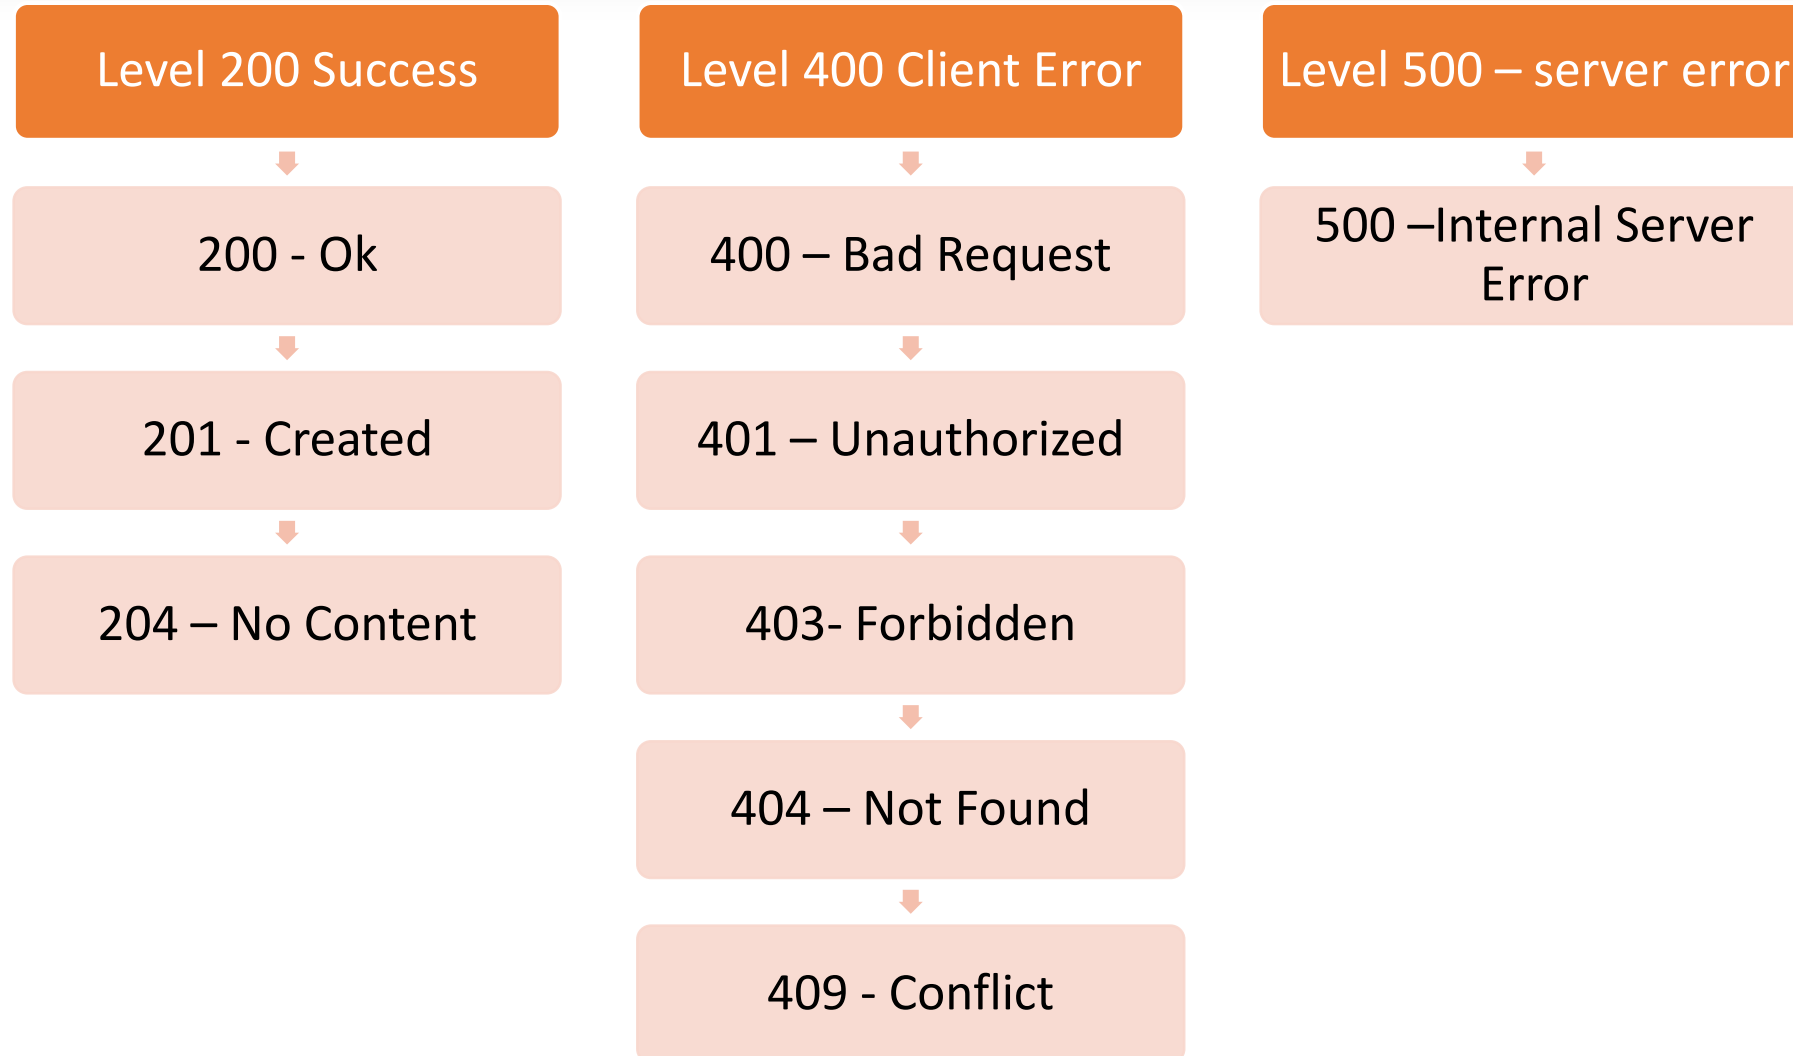 Level 200 Success
200 - Ok
201 - Created
204 – No Content
Level 400 Client Error
400 – Bad Request
401 – Unauthorized
403- Forbidden
404 – Not Found
409 - Conflict
Level 500 – server error
500 –Internal Server
Error